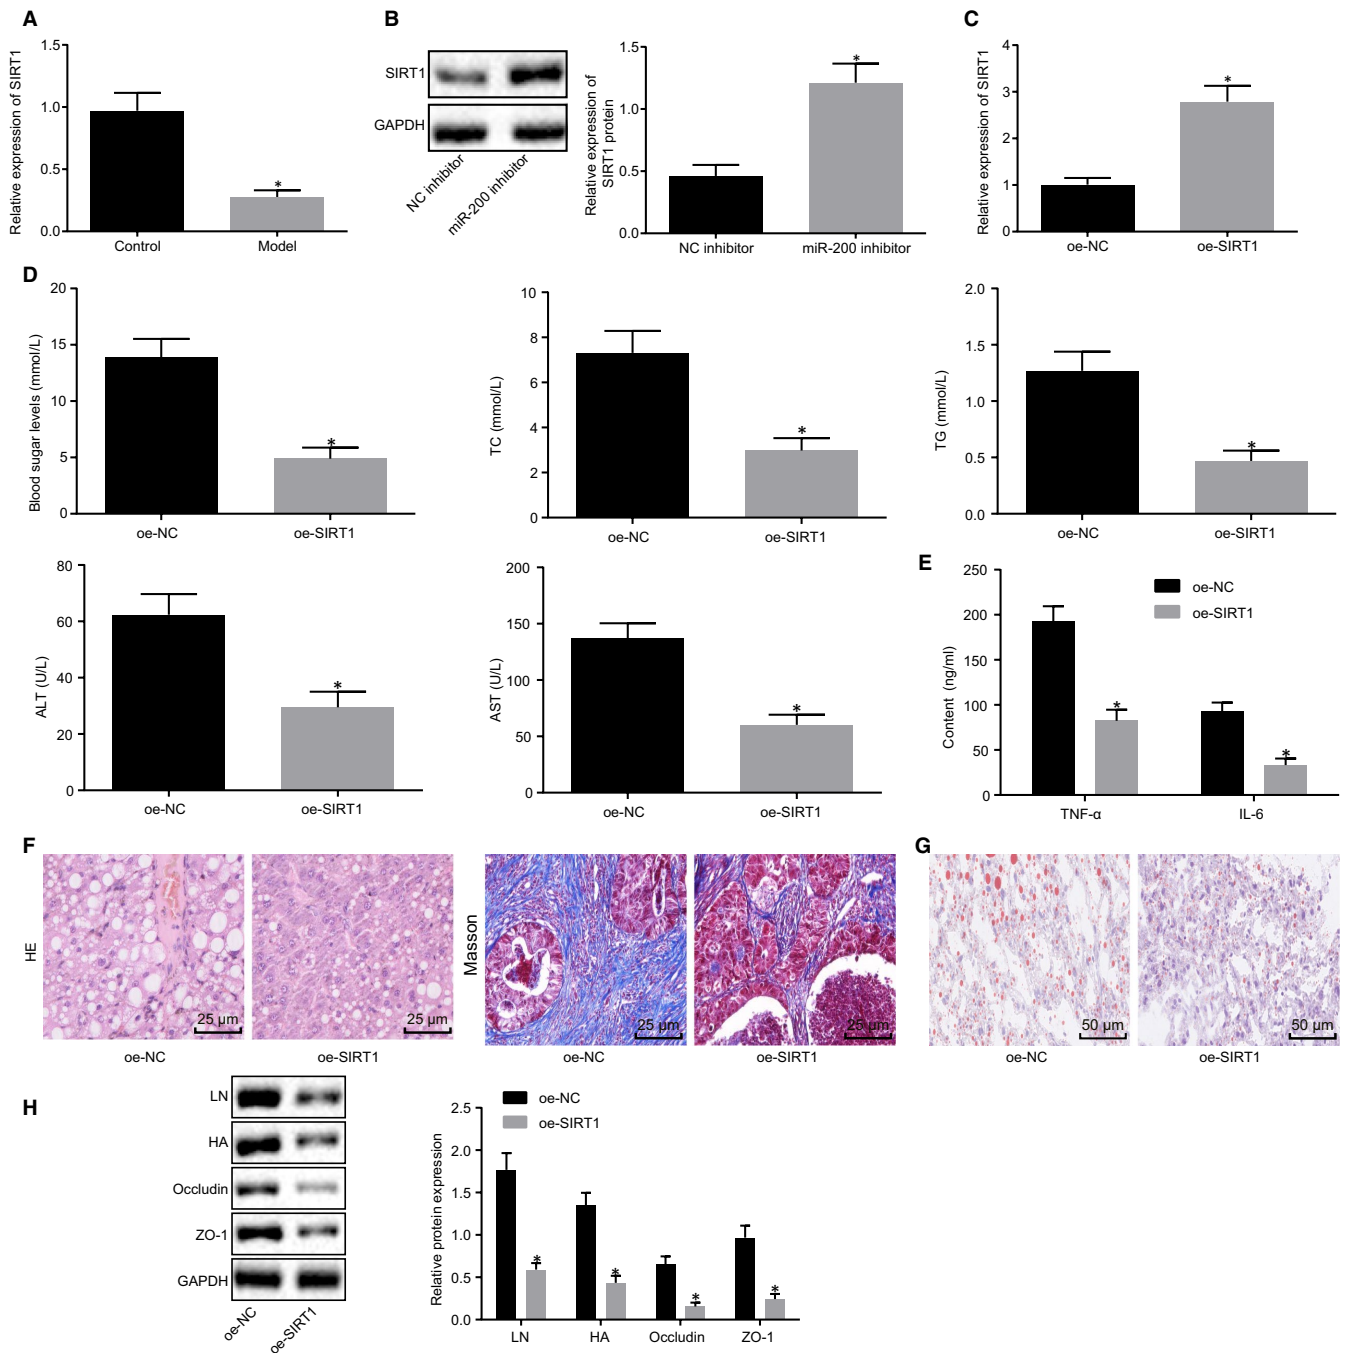 A
Relative expression of SIRT1
1.5
1.0
0.5
0.0
*
Control
Model
B
SIRT1
GAPDH
NC inhibitor
miR-200 inhibitor
Relative expression of
SIRT1 protein
1.5
1.0
0.5
0.0
*
NC inhibitor
miR-200 inhibitor
C
Relative expression of SIRT1
4
3
2
1
0
*
oe-NC
oe-SIRT1
D
Blood sugar levels (mmol/L)
20
15
10
5
0
*
oe-NC
oe-SIRT1
TC (mmol/L)
10
8
6
4
2
0
*
oe-NC
oe-SIRT1
TG (mmol/L)
2.0
1.5
1.0
0.5
0.0
*
oe-NC
oe-SIRT1
ALT (U/L)
80
60
40
20
0
*
oe-NC
oe-SIRT1
AST (U/L)
200
150
100
50
0
*
oe-NC
oe-SIRT1
E
Content (ng/ml)
250
200
150
100
50
0
oe-NC
oe-SIRT1
*
*
TNF-α
IL-6
F
HE
25 µm
25 µm
oe-NC
oe-SIRT1
Masson
25 µm
25 µm
oe-NC
oe-SIRT1
G
50 µm
50 µm
oe-NC
oe-SIRT1
H
LN
HA
Occludin
ZO-1
GAPDH
oe-NC
oe-SIRT1
Relative protein expression
2.5
2.0
1.5
1.0
0.5
0.0
oe-NC
oe-SIRT1
*
*
*
*
LN
HA
Occludin
ZO-1